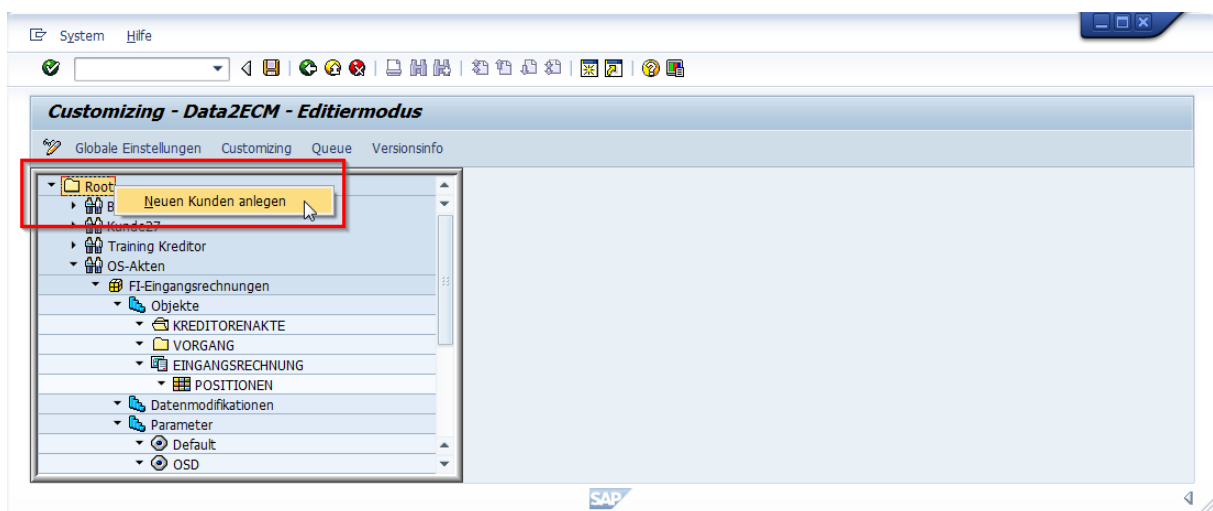 System Hilfe
Customizing - Data2ECM - Editiermodus
Globale Einstellungen Customizing Queue Versionsinfo
Root
Neuen Kunden anlegen
B
Kunde27
Training Kreditor
OS-Akten
FI-Eingangsrechnungen
Objekte
KREDITORENAKTE
VORGANG
EINGANGSRECHNUNG
POSITIONEN
Datenmodifikationen
Parameter
Default
OSD
SAP